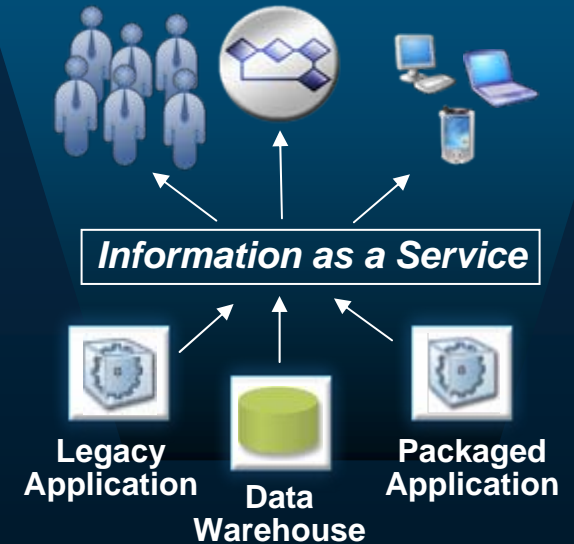 Information as a Service
Legacy
Application
Data
Warehouse
Packaged
Application